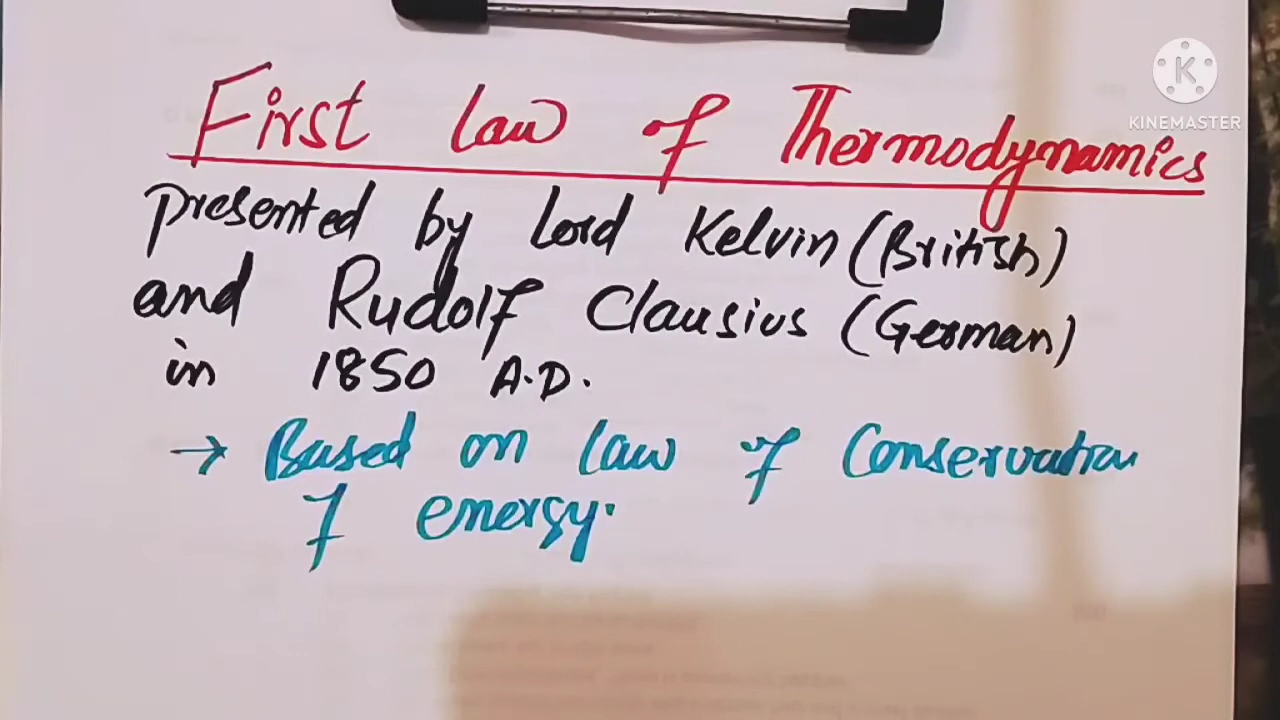 First Law of Thermodynamics
Presented by Lord Kelvin (British)
and Rudolf Clausius (German)
in 1850 A.D.
→ Based on Law of Conservation
of energy.
K
KINEMASTER